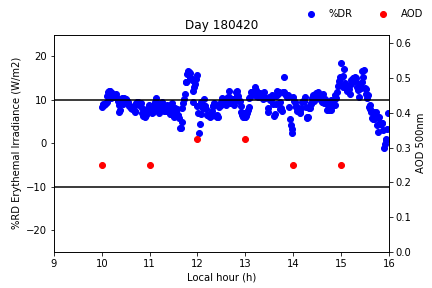 %DR AOD
Day 180420
%RD Erythemal Irradiance (W/m2)
20
10
0
−10
−20
0.6
0.5
0.4
0.3
0.2
0.1
0.0
AOD 500nm
9 10 11 12 13 14 15 16
Local hour (h)